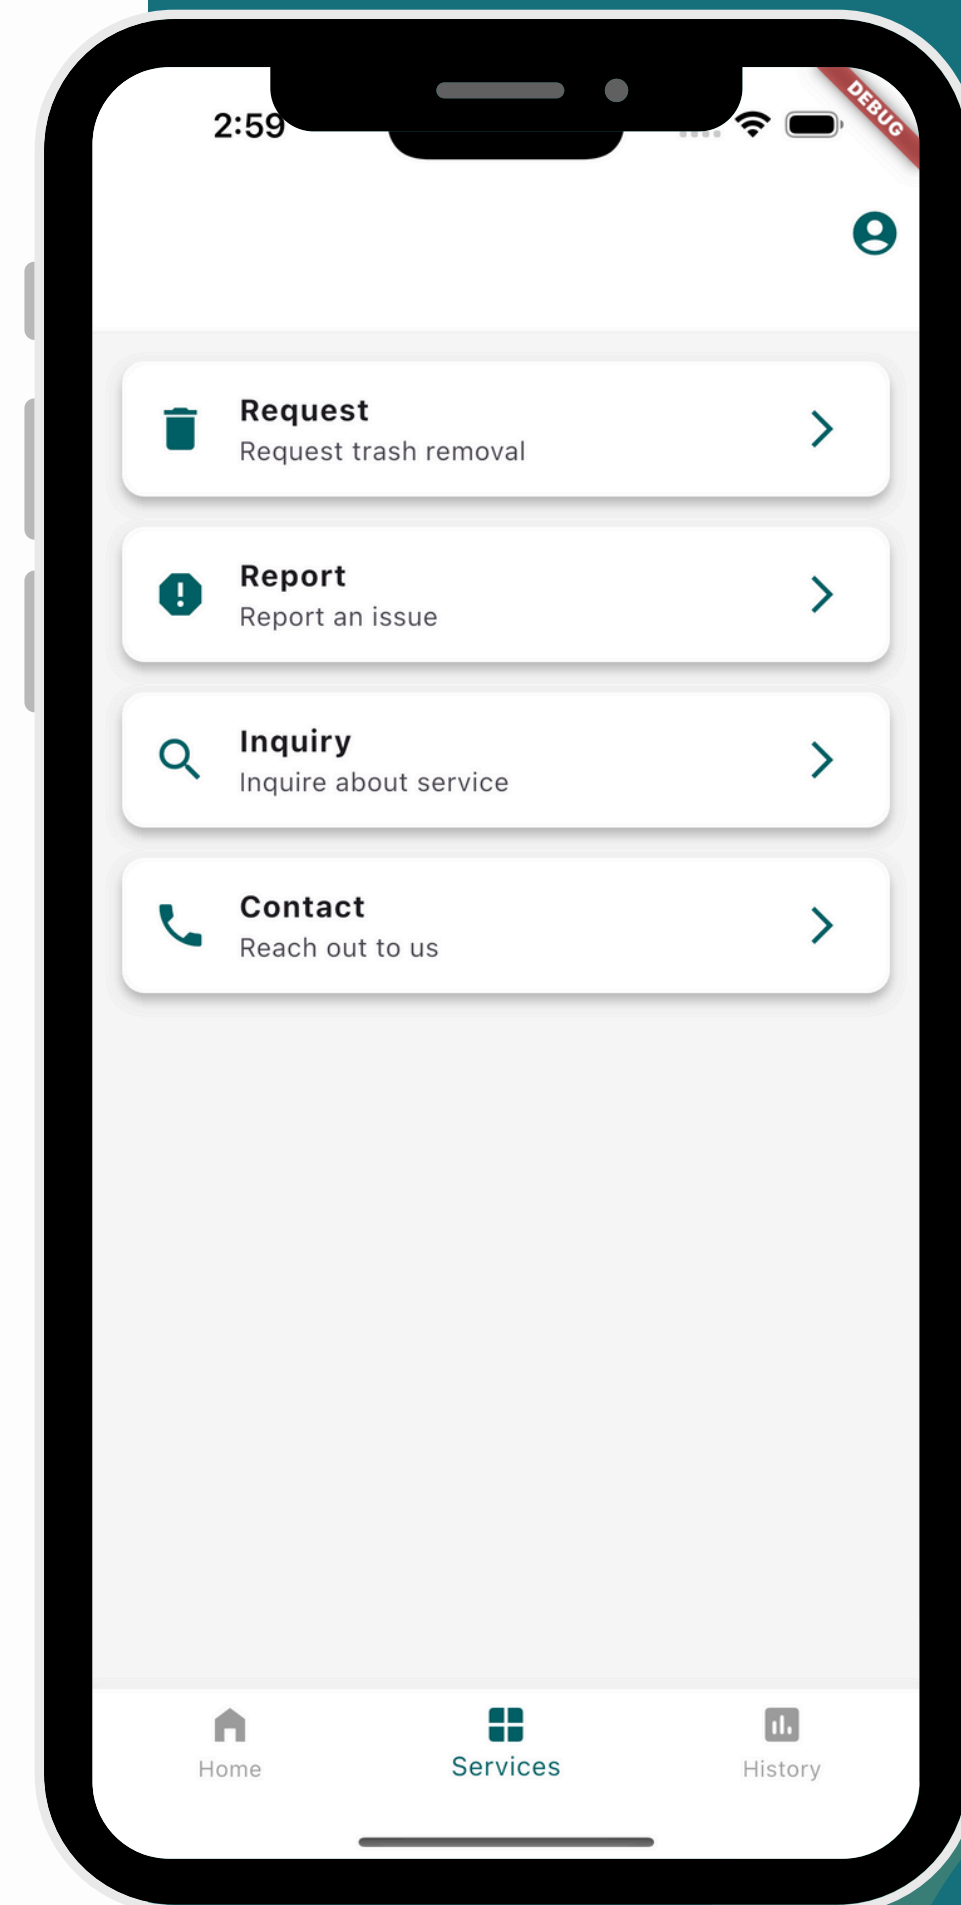 2:59
DEBUG
Request
Request trash removal
Report
Report an issue
Inquiry
Inquire about service
Contact
Reach out to us
Home
Services
History